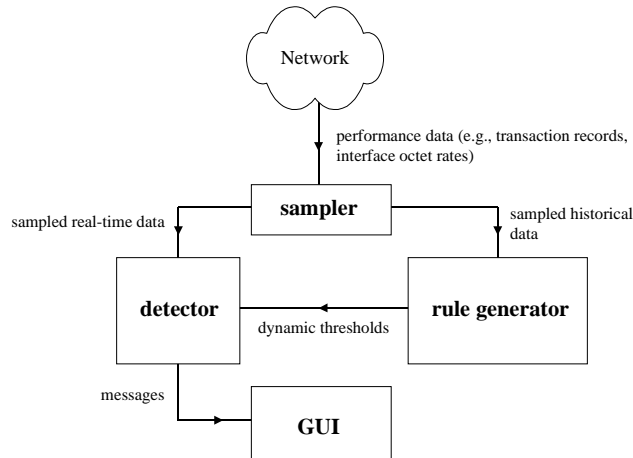 Network
performance data (e.g., transaction records,
interface octet rates)
sampler
sampled real-time data
sampled historical
data
detector
rule generator
dynamic thresholds
messages
GUI